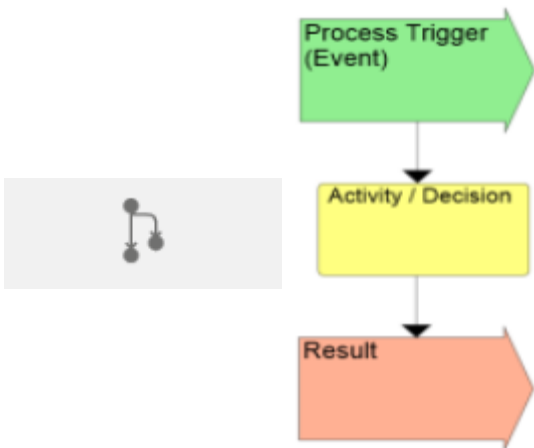 Process Trigger
(Event)
Activity / Decision
Result